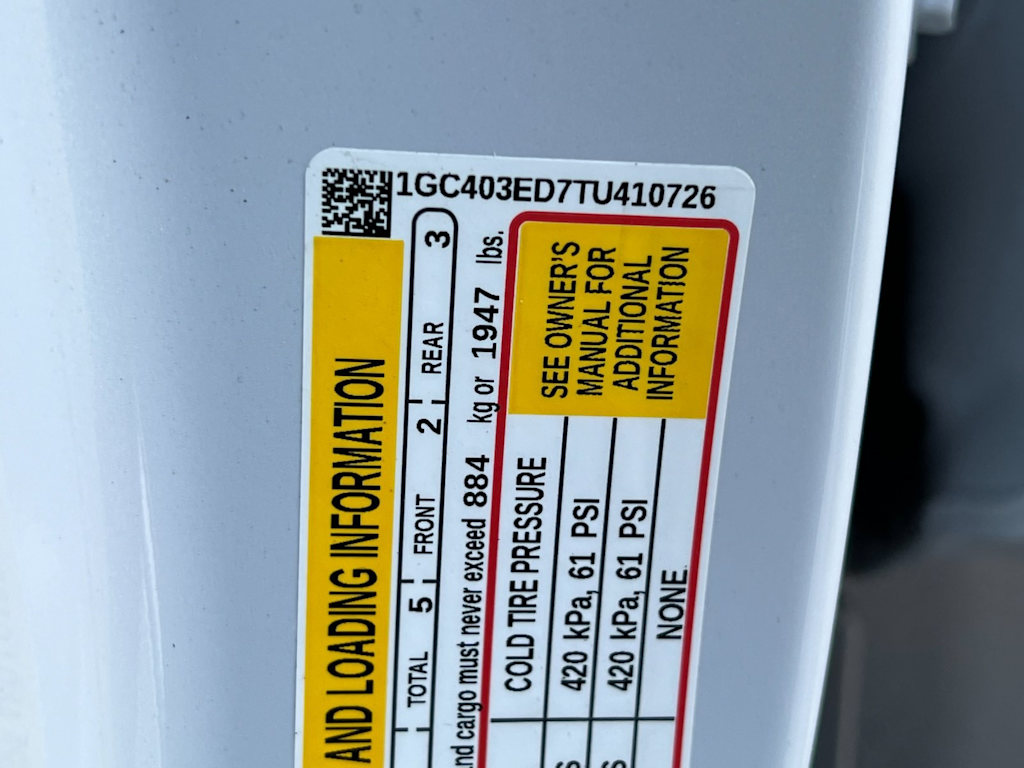 1GC403ED7TU410726
AND LOADING INFORMATION
TOTAL 5 FRONT 2 REAR 3
cargo must never exceed 884 kg or 1947 lbs.
COLD TIRE PRESSURE
420 kPa, 61 PSI
420 kPa, 61 PSI
NONE
SEE OWNER'S
MANUAL FOR
ADDITIONAL
INFORMATION